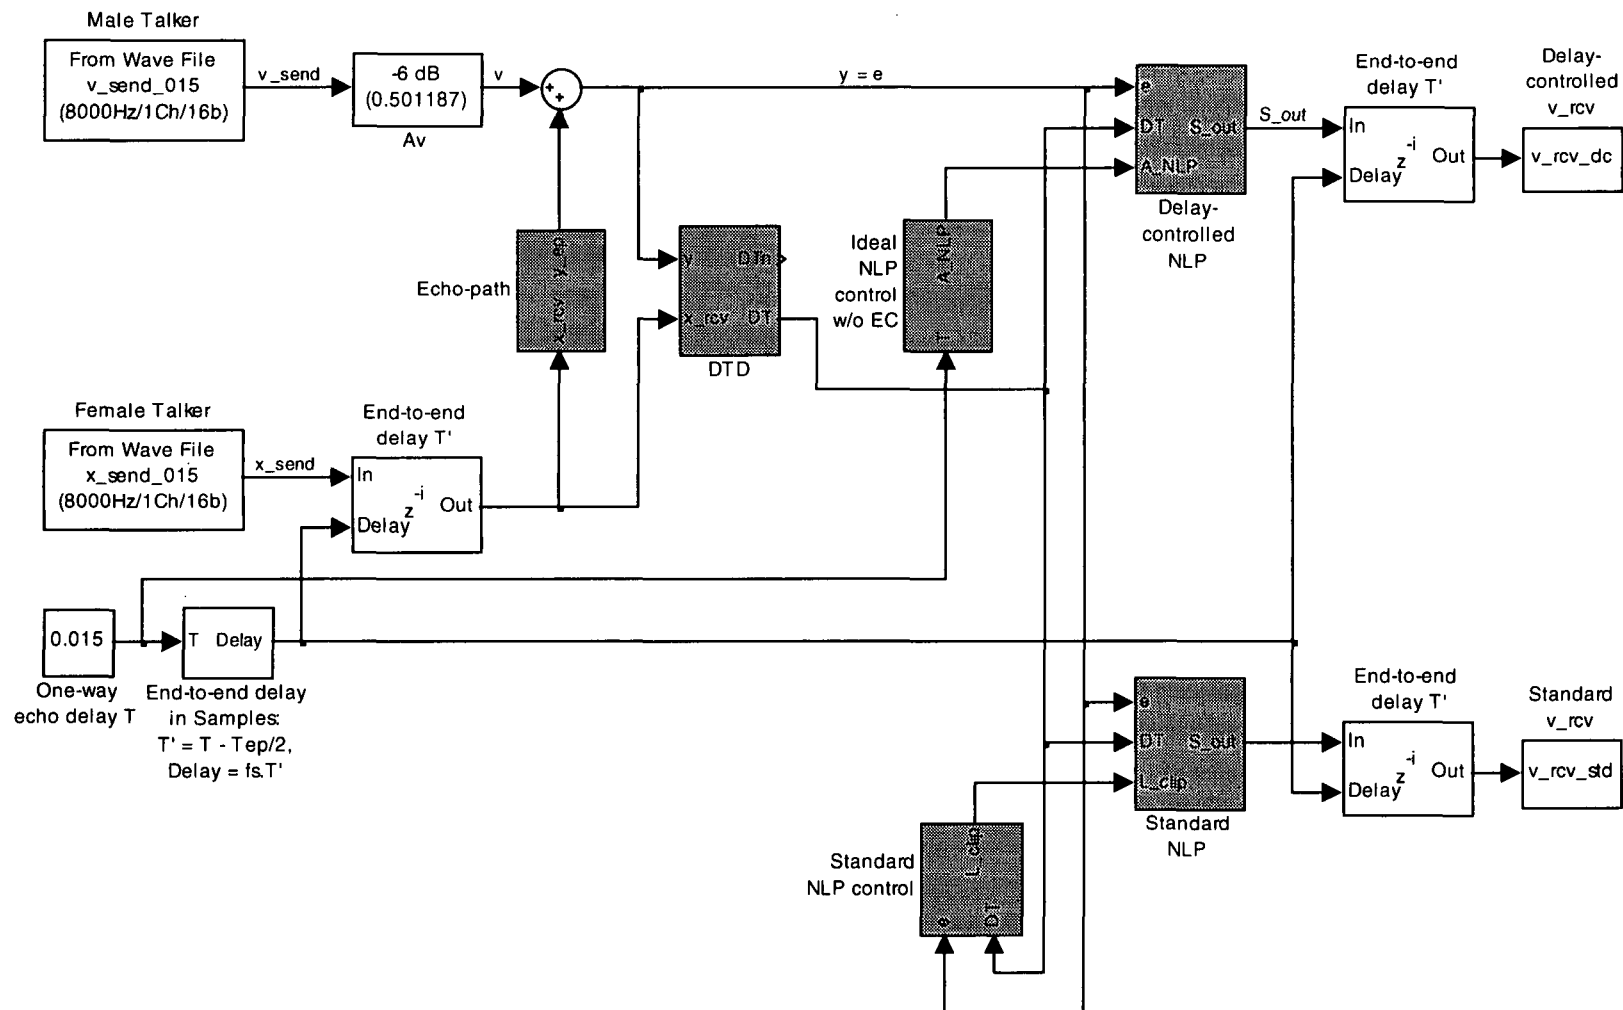 Male Talker
From Wave File
v_send_015
(8000Hz/1Ch/16b)
v_send
-6 dB
(0.501187)
Av
v
y = e
e
DT
A_NLP
S_out
Delay-
controlled
NLP
S_out
End-to-end
delay T'
In
Delay
z
-i
Out
Delay-
controlled
v_rcv
v_rcv_dc
Echo-path
x_rcv
y_ep
y
x_rcv
DTn
DT
DTD
Ideal
NLP
control
w/o EC
T
A_NLP
Female Talker
From Wave File
x_send_015
(8000Hz/1Ch/16b)
x_send
End-to-end
delay T'
In
Delay
z
-i
Out
0.015
One-way
echo delay T
T
Delay
End-to-end delay
in Samples:
T' = T - Tep/2,
Delay = fs.T'
e
DT
L_clip
S_out
Standard
NLP
End-to-end
delay T'
In
Delay
z
-i
Out
Standard
v_rcv
v_rcv_std
Standard
NLP control
L_clip
e
DT